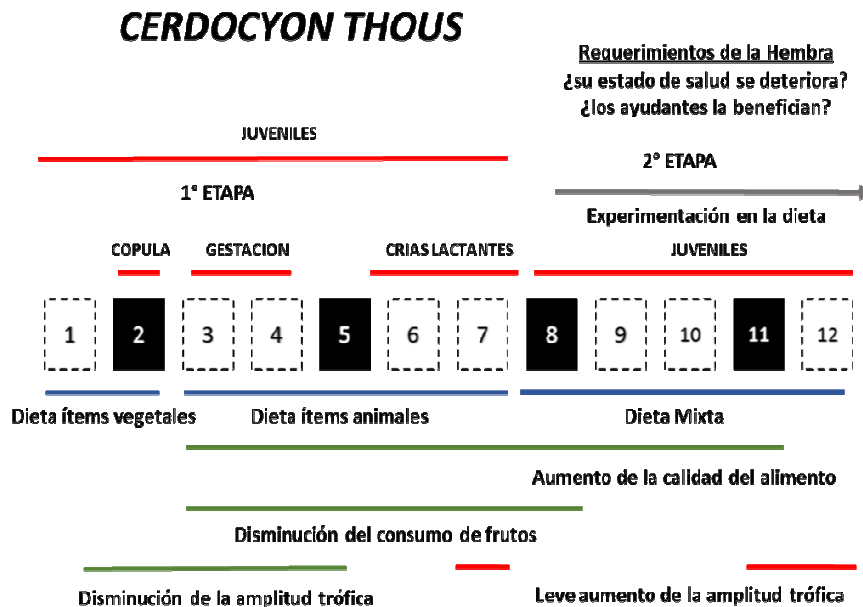 CERDOCYON THOUS
Requerimientos de la Hembra
¿su estado de salud se deteriora?
¿los ayudantes la benefician?
JUVENILES
1° ETAPA
2° ETAPA
Experimentación en la dieta
COPULA GESTACION CRIAS LACTANTES JUVENILES
1 2 3 4 5 6 7 8 9 10 11 12
Dieta ítems vegetales Dieta ítems animales Dieta Mixta
Aumento de la calidad del alimento
Disminución del consumo de frutos
Disminución de la amplitud trófica Leve aumento de la amplitud trófica